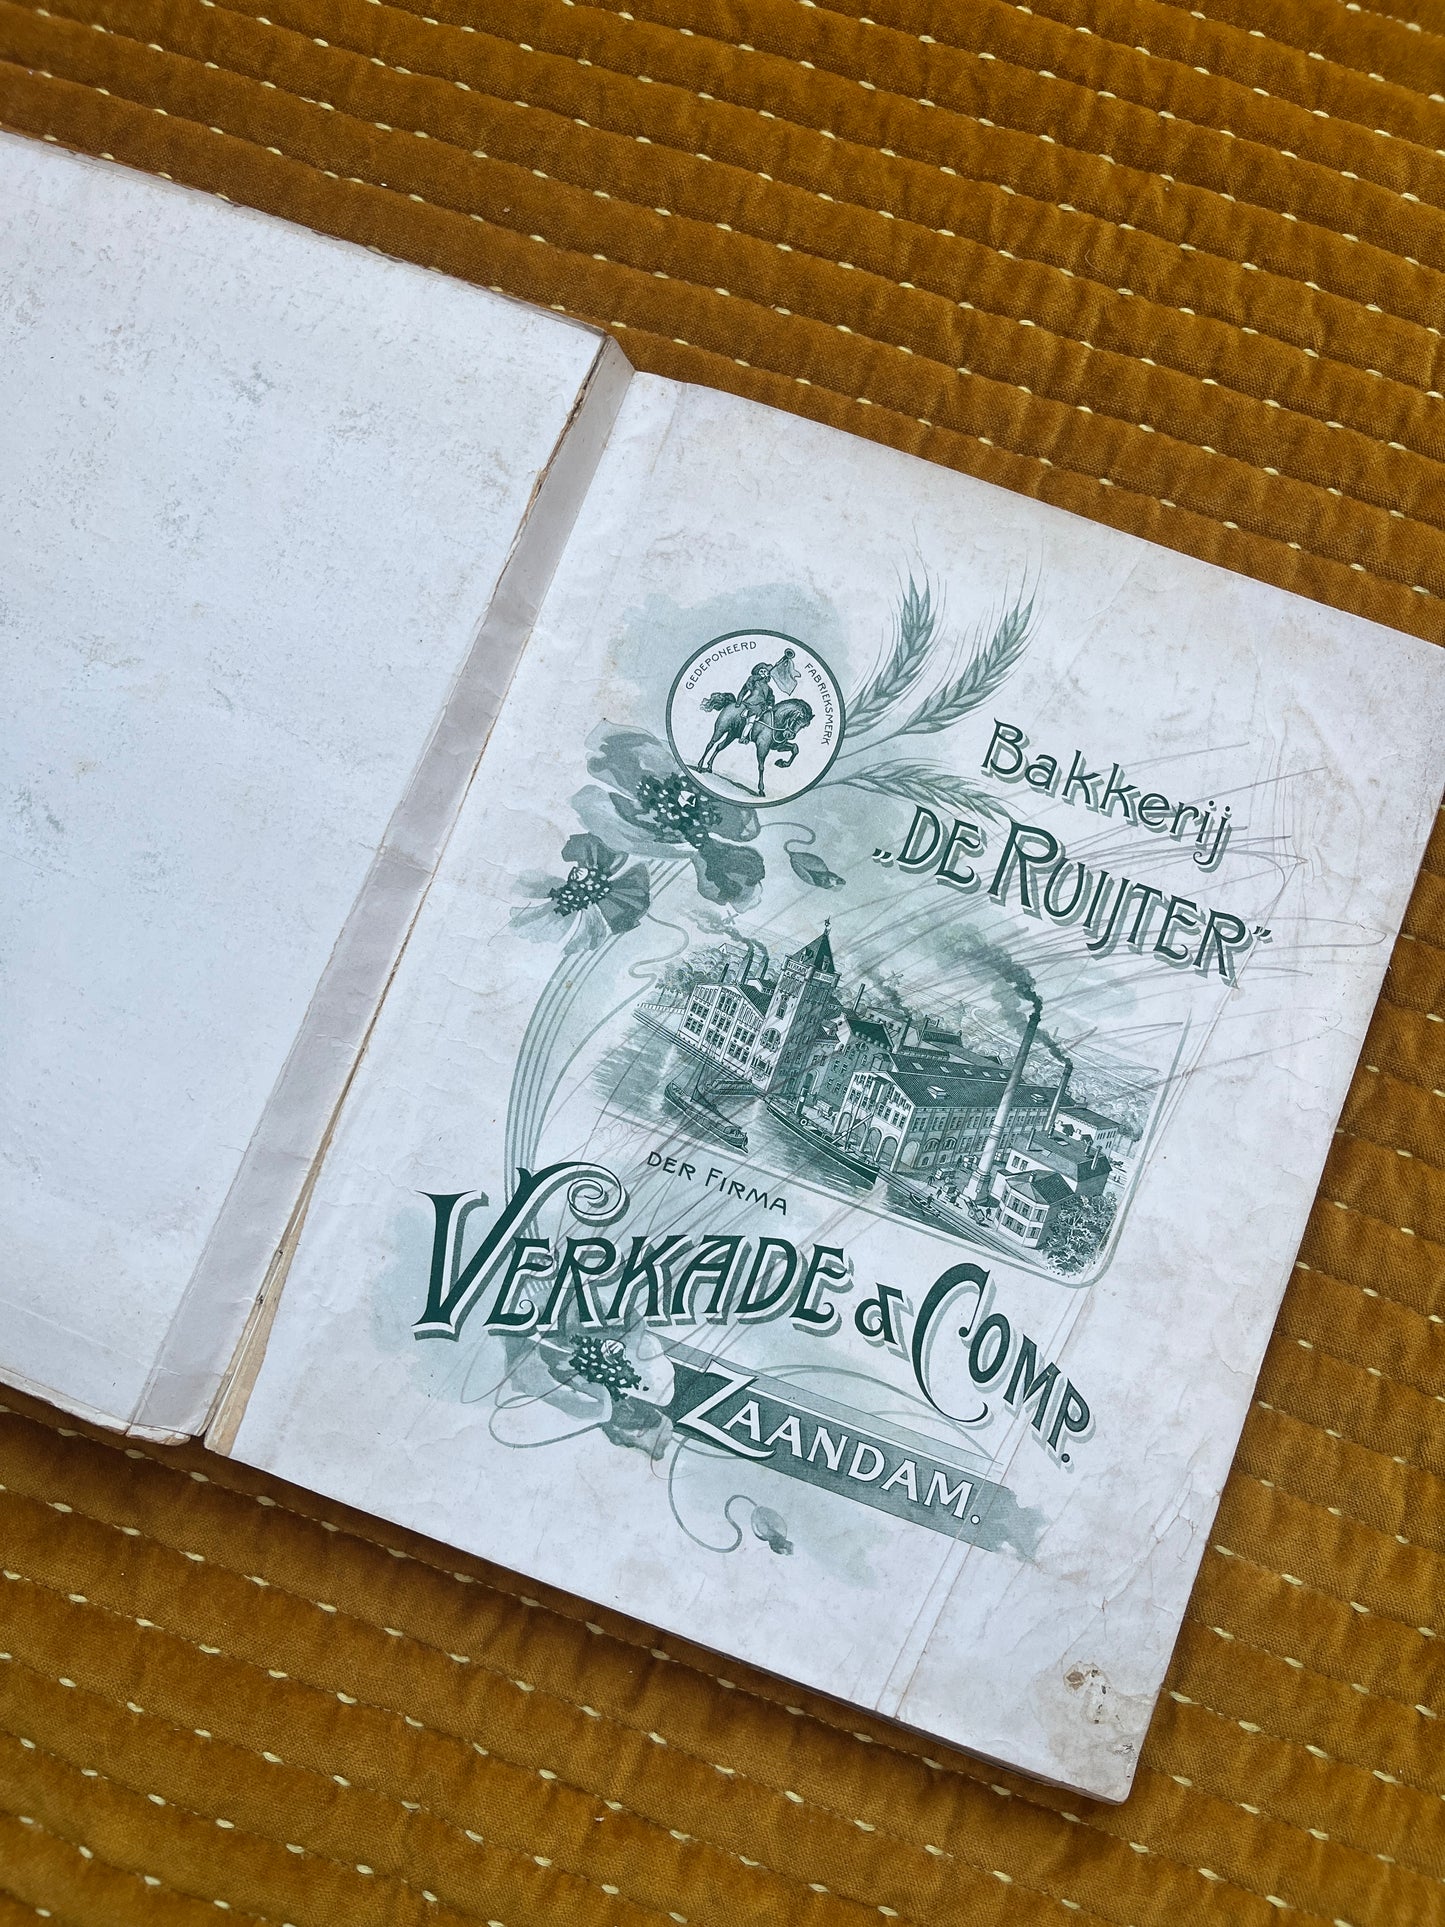 GEDEPONEERD FABRIEKSMERK
Bakkerij
„DE RUIJTER”
DER FIRMA
VERKADE & COMP.
ZAANDAM.